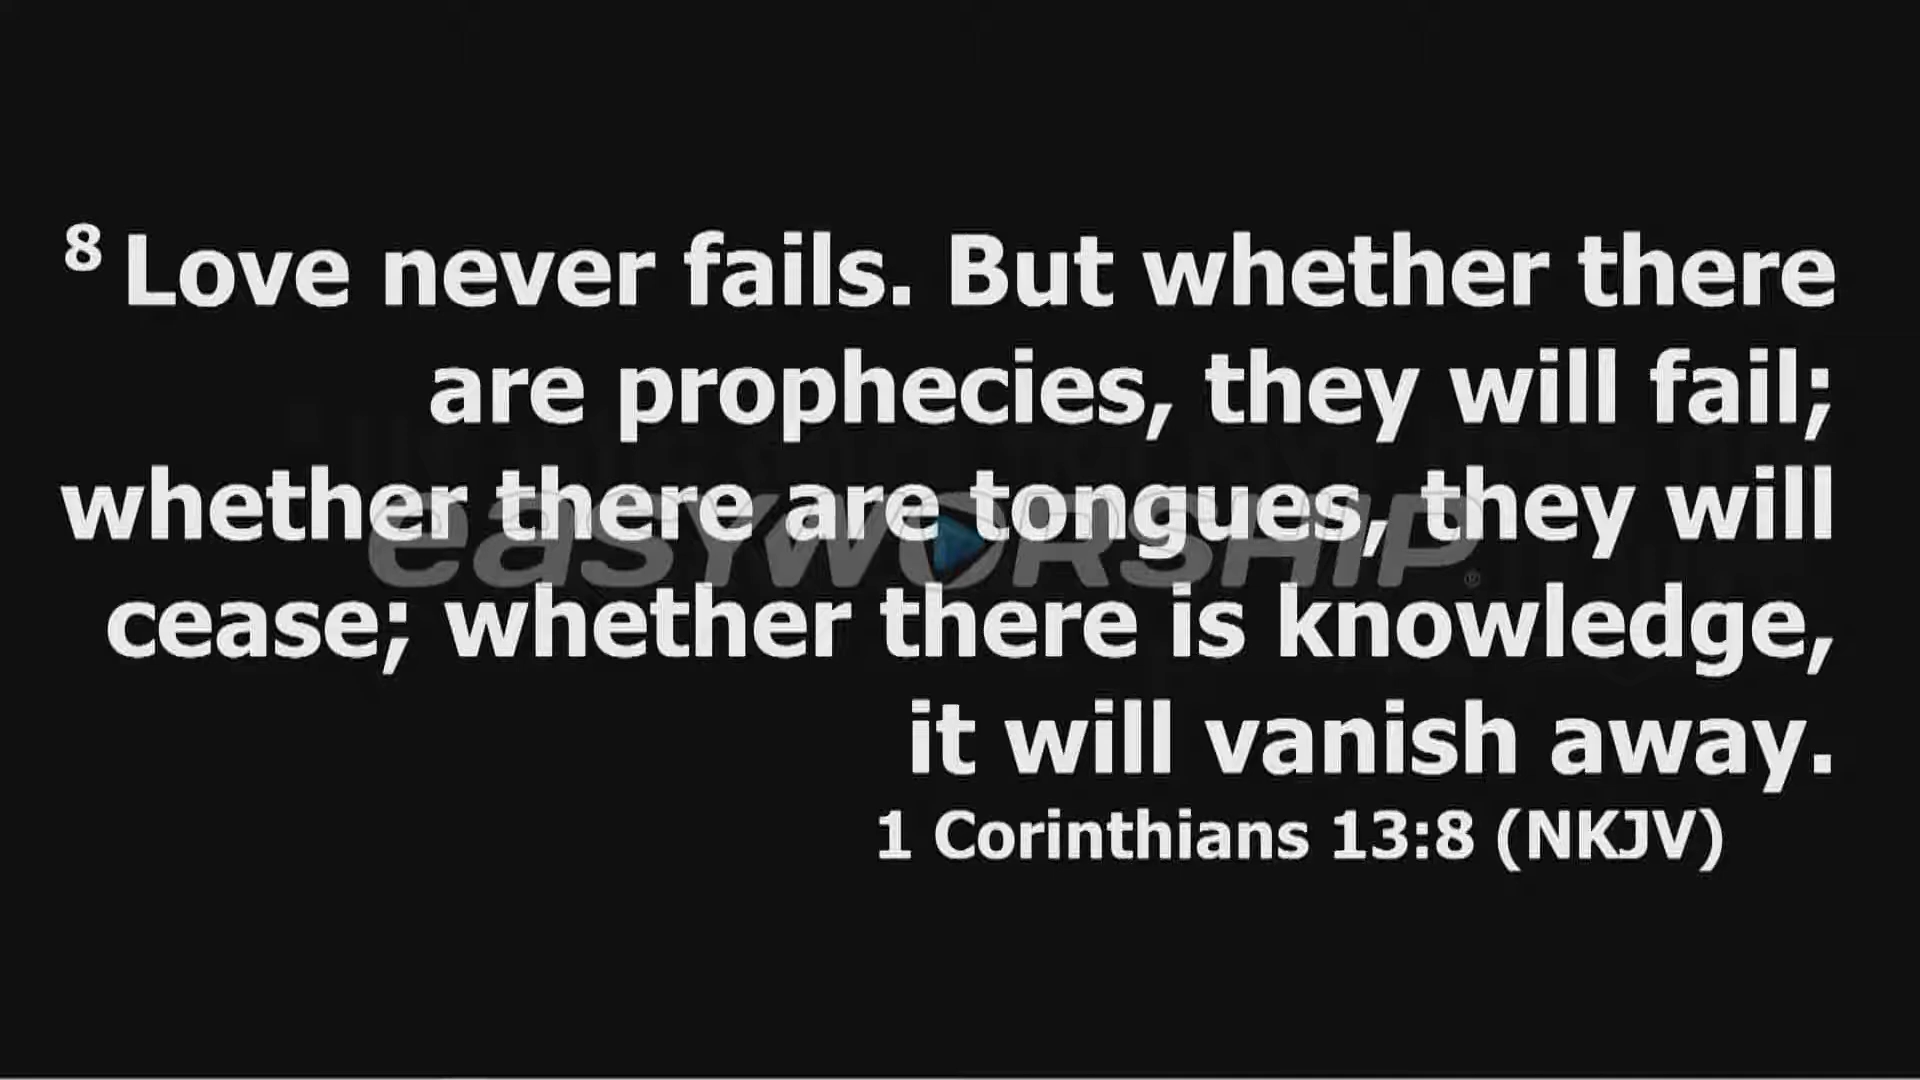 8 Love never fails. But whether there
are prophecies, they will fail;
whether there are tongues, they will
easyWORSHIP®
cease; whether there is knowledge,
it will vanish away.
1 Corinthians 13:8 (NKJV)